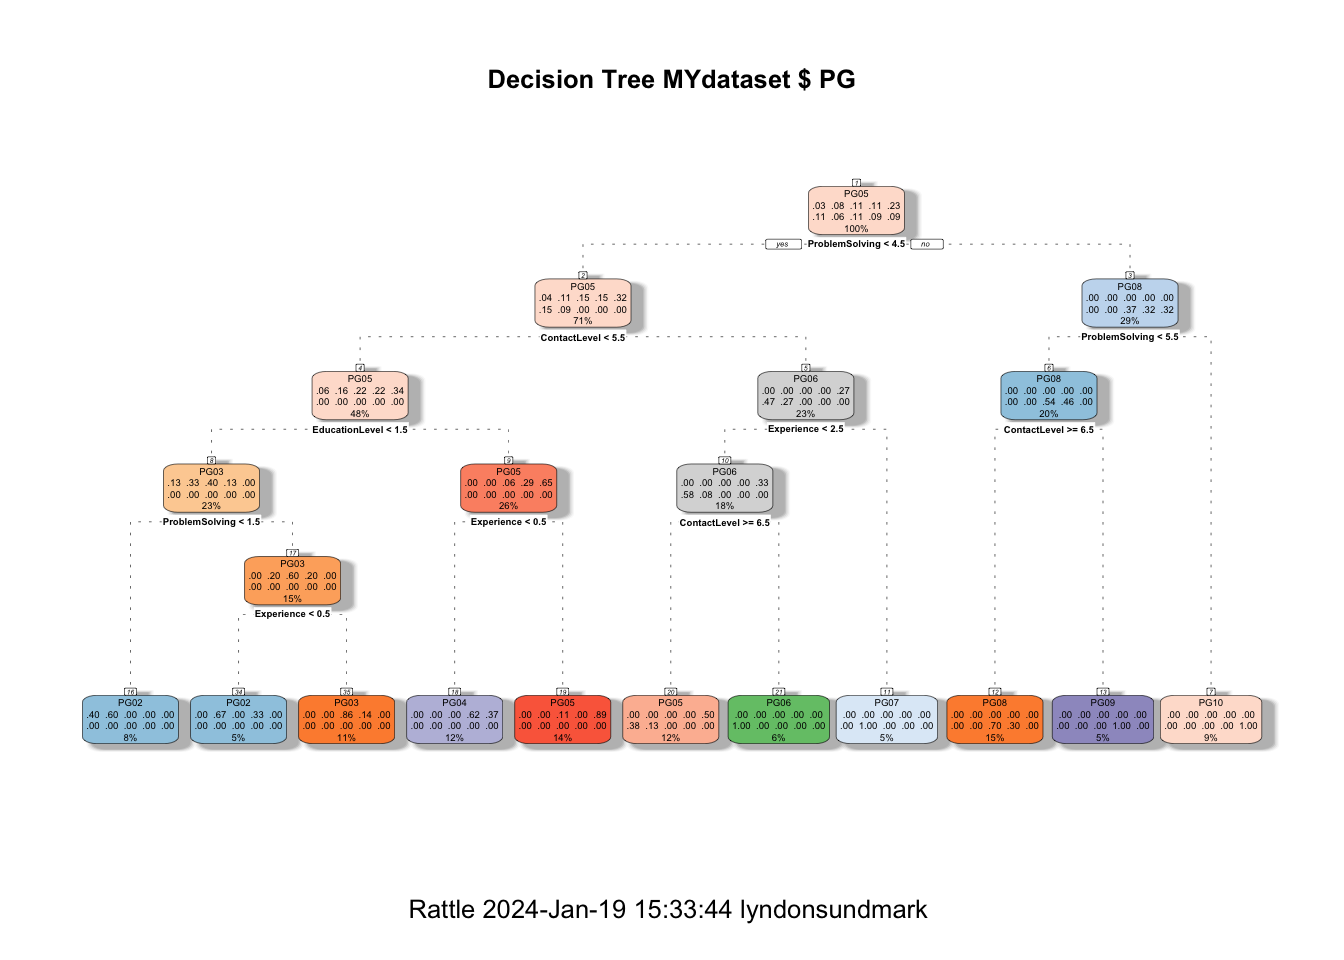 Decision Tree MYdataset $ PG
1
PG05
.03 .08 .11 .11 .23
.11 .06 .11 .09 .09
100%
yes ProblemSolving < 4.5 no
2
PG05
.04 .11 .15 .15 .32
.15 .09 .00 .00 .00
71%
ContactLevel < 5.5
3
PG08
.00 .00 .00 .00 .00
.00 .00 .37 .32 .32
29%
ProblemSolving < 5.5
4
PG05
.06 .16 .22 .22 .34
.00 .00 .00 .00 .00
48%
EducationLevel < 1.5
5
PG06
.00 .00 .00 .00 .27
.47 .27 .00 .00 .00
23%
Experience < 2.5
6
PG08
.00 .00 .00 .00 .00
.00 .00 .54 .46 .00
20%
ContactLevel >= 6.5
8
PG03
.13 .33 .40 .13 .00
.00 .00 .00 .00 .00
23%
ProblemSolving < 1.5
9
PG05
.00 .00 .06 .29 .65
.00 .00 .00 .00 .00
26%
Experience < 0.5
10
PG06
.00 .00 .00 .00 .33
.58 .08 .00 .00 .00
18%
ContactLevel >= 6.5
17
PG03
.00 .20 .60 .20 .00
.00 .00 .00 .00 .00
15%
Experience < 0.5
16
PG02
.40 .60 .00 .00 .00
.00 .00 .00 .00 .00
8%
34
PG02
.00 .67 .00 .33 .00
.00 .00 .00 .00 .00
5%
35
PG03
.00 .00 .86 .14 .00
.00 .00 .00 .00 .00
11%
18
PG04
.00 .00 .00 .62 .37
.00 .00 .00 .00 .00
12%
19
PG05
.00 .00 .11 .00 .89
.00 .00 .00 .00 .00
14%
20
PG05
.00 .00 .00 .00 .50
.38 .13 .00 .00 .00
12%
21
PG06
.00 .00 .00 .00 .00
1.00 .00 .00 .00 .00
6%
11
PG07
.00 .00 .00 .00 .00
.00 1.00 .00 .00 .00
5%
12
PG08
.00 .00 .00 .00 .00
.00 .00 .70 .30 .00
15%
13
PG09
.00 .00 .00 .00 .00
.00 .00 .00 1.00 .00
5%
7
PG10
.00 .00 .00 .00 .00
.00 .00 .00 .00 1.00
9%
Rattle 2024-Jan-19 15:33:44 lyndonsundmark